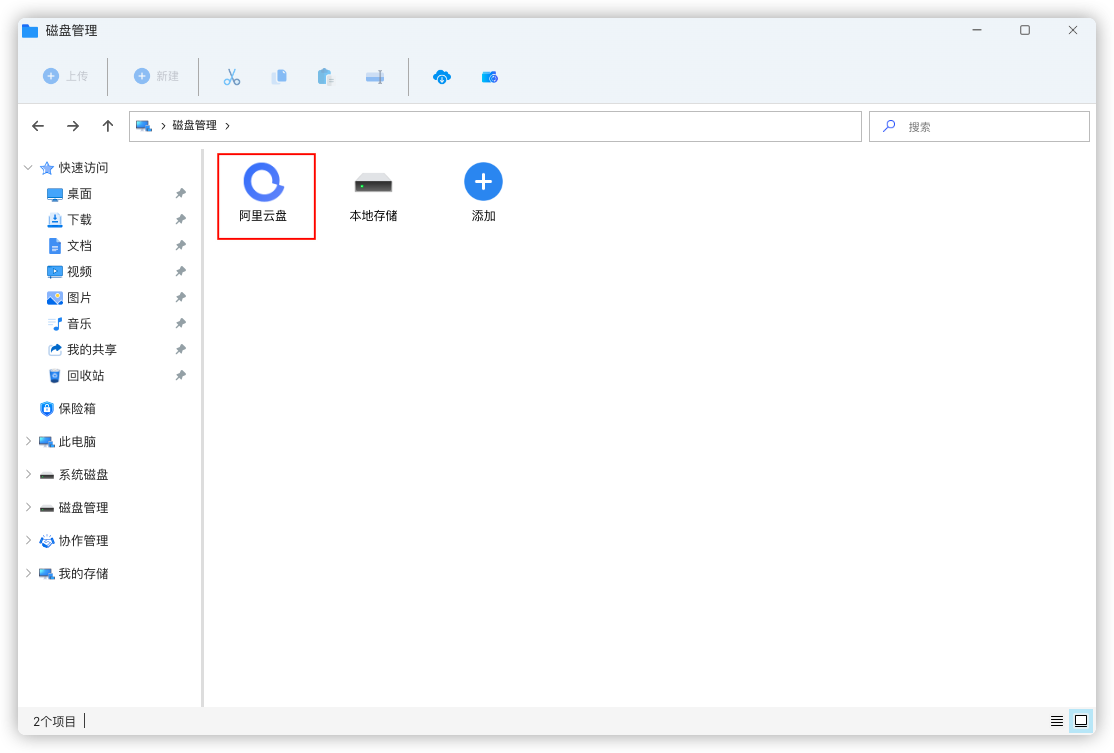 磁盘管理
上传 新建
磁盘管理 搜索
快速访问
桌面
下载
文档
视频
图片
音乐
我的共享
回收站
保险箱
此电脑
系统磁盘
磁盘管理
协作管理
我的存储
阿里云盘 本地存储 添加
2个项目